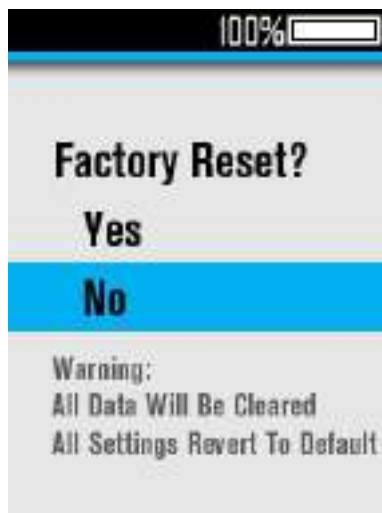 100%
Factory Reset?
Yes
No
Warning:
All Data Will Be Cleared
All Settings Revert To Default